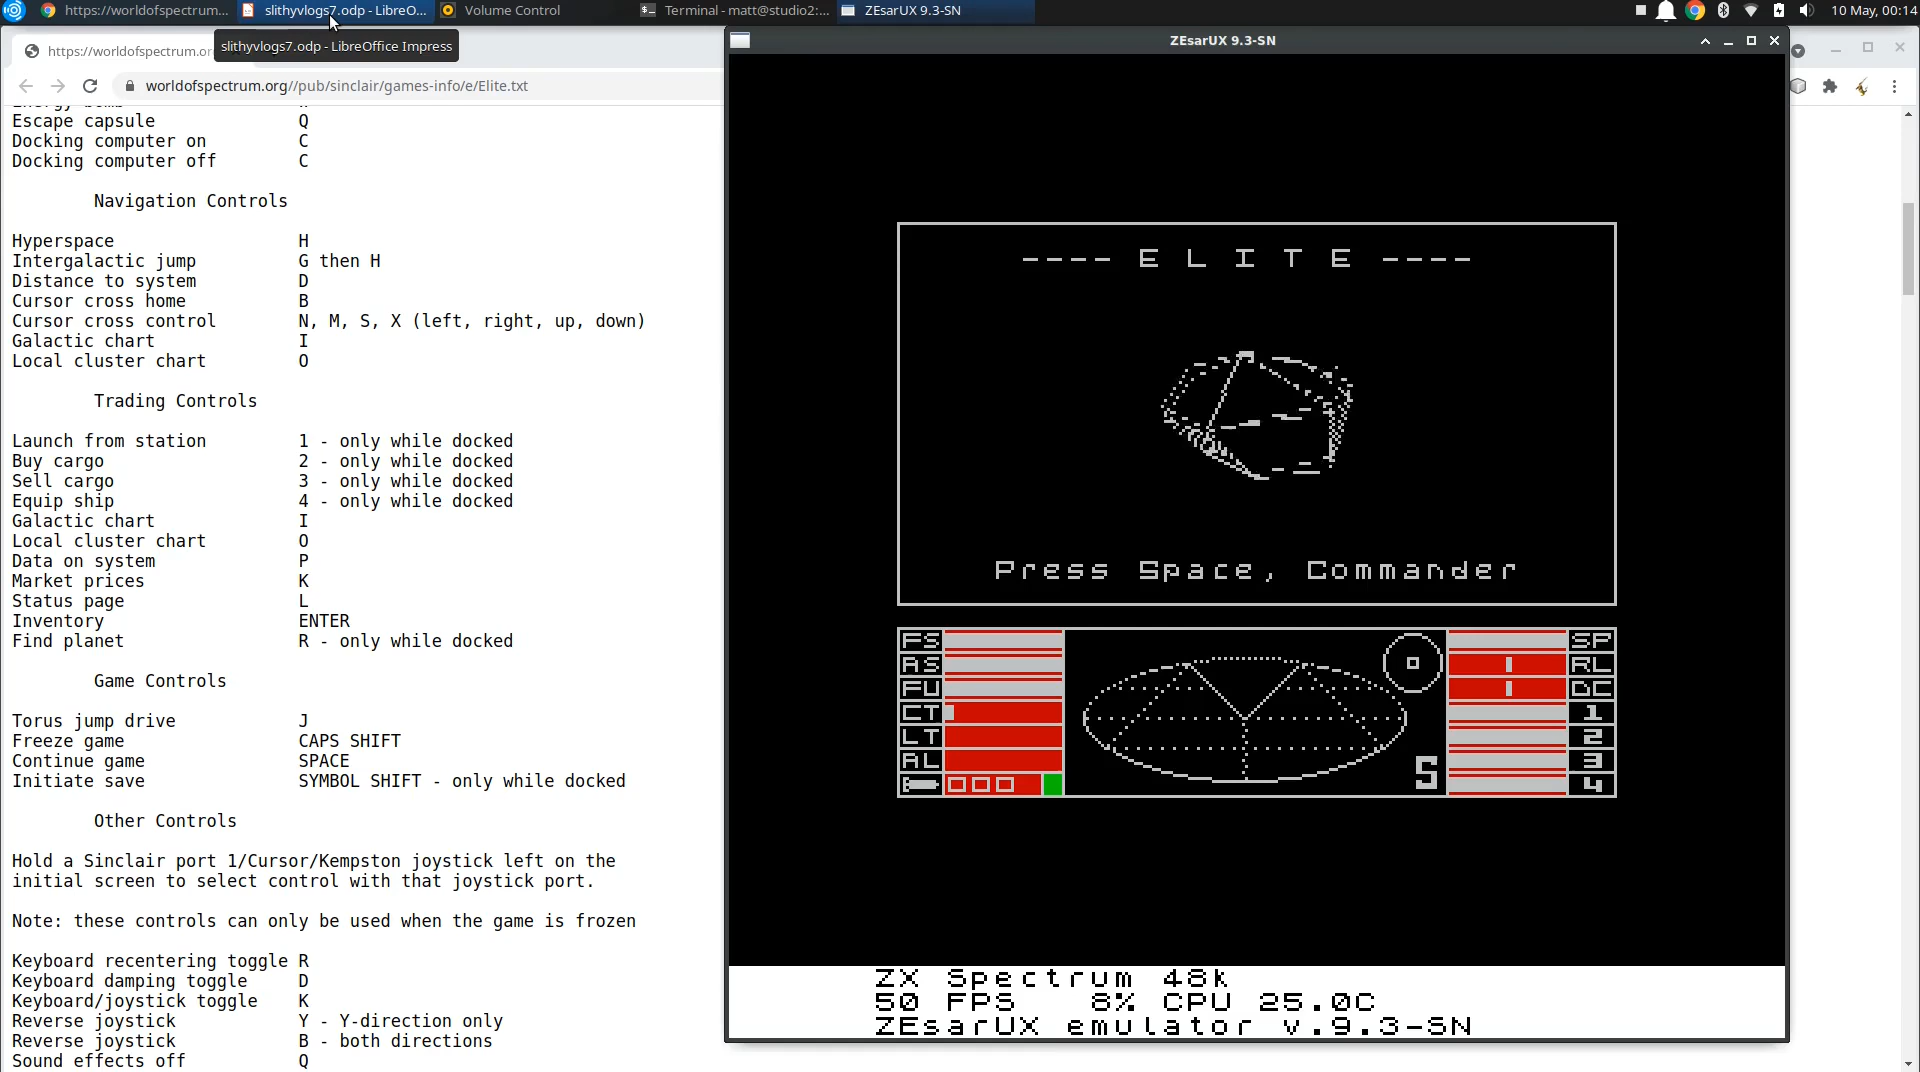 https://worldofspectrum....
slithyvlogs7.odp - LibreO...
Volume Control
Terminal - matt@studio2:...
ZEsarUX 9.3-SN
10 May, 00:14
slithyvlogs7.odp - LibreOffice Impress
ZEsarUX 9.3-SN
https://worldofspectrum.or
worldofspectrum.org//pub/sinclair/games-info/e/Elite.txt
Escape capsule Q
Docking computer on C
Docking computer off C
Navigation Controls
Hyperspace H
Intergalactic jump G then H
Distance to system D
Cursor cross home B
Cursor cross control N, M, S, X (left, right, up, down)
Galactic chart I
Local cluster chart O
Trading Controls
Launch from station 1 - only while docked
Buy cargo 2 - only while docked
Sell cargo 3 - only while docked
Equip ship 4 - only while docked
Galactic chart I
Local cluster chart O
Data on system P
Market prices K
Status page L
Inventory ENTER
Find planet R - only while docked
Game Controls
Torus jump drive J
Freeze game CAPS SHIFT
Continue game SPACE
Initiate save SYMBOL SHIFT - only while docked
Other Controls
Hold a Sinclair port 1/Cursor/Kempston joystick left on the
initial screen to select control with that joystick port.
Note: these controls can only be used when the game is frozen
Keyboard recentering toggle R
Keyboard damping toggle D
Keyboard/joystick toggle K
Reverse joystick Y - Y-direction only
Reverse joystick B - both directions
Sound effects off Q
---- E L I T E ----
Press Space, Commander
FS SP
AS RL
FU DC
CT 1
LT 2
AL 3
S 4
ZX Spectrum 48k
50 FPS 8% CPU 25.0C
ZEsarUX emulator v.9.3-SN